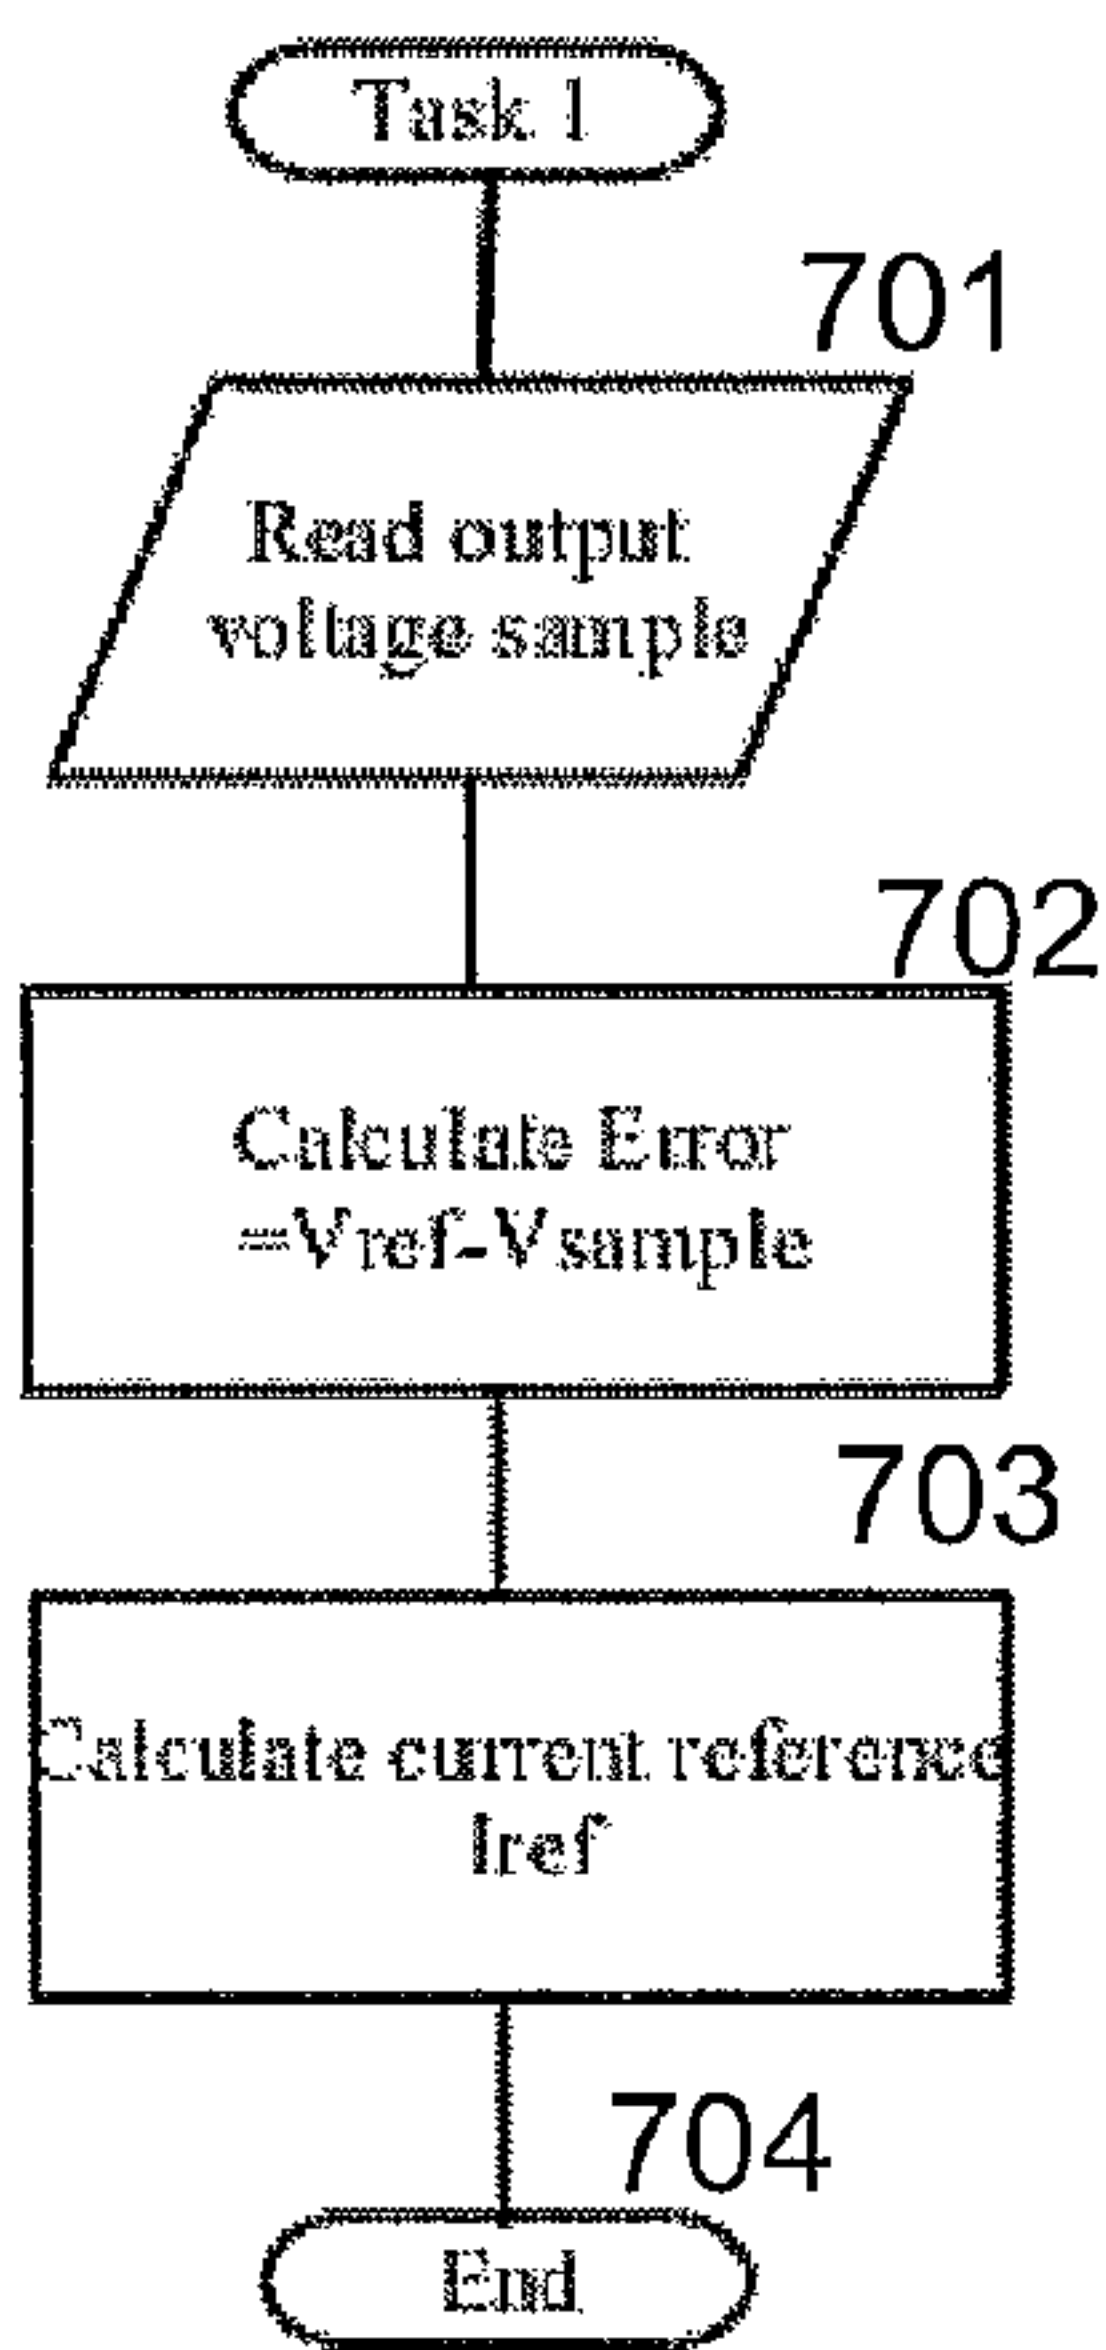 Task 1
701
Read output
voltage sample
702
Calculate Error
=Vref-Vsample
703
Calculate current reference
Iref
704
End